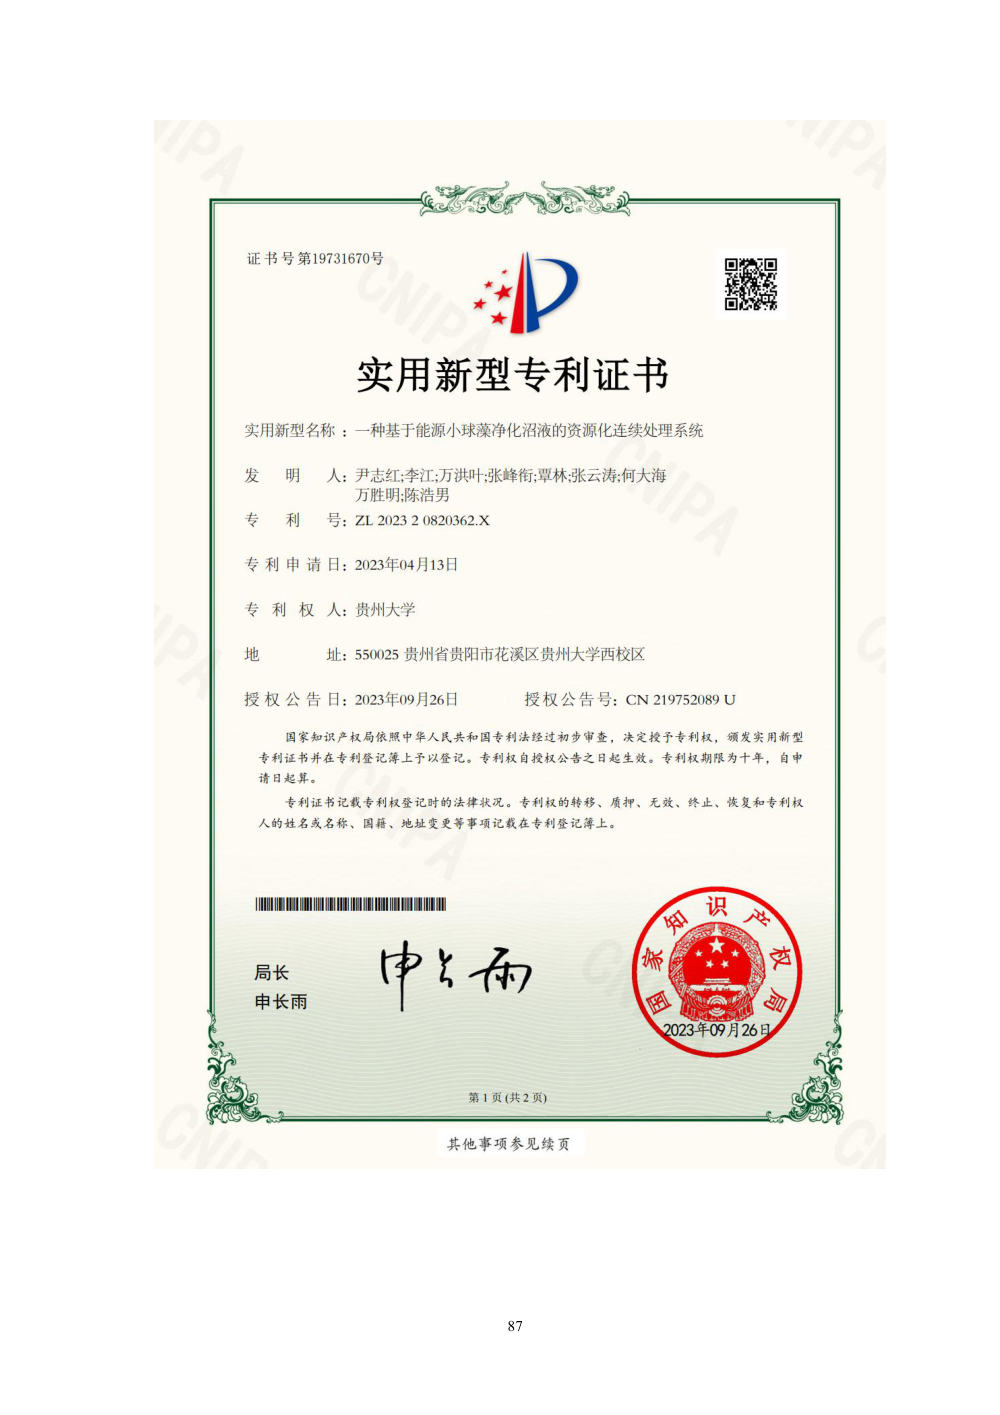 证书号第19731670号
实用新型专利证书
实用新型名称：一种基于能源小球藻净化沼液的资源化连续处理系统
发明人：尹志红;李江;万洪叶;张峰衔;覃林;张云涛;何大海
万胜明;陈浩男
专利号：ZL 2023 2 0820362.X
专利申请日：2023年04月13日
专利权人：贵州大学
地址：550025 贵州省贵阳市花溪区贵州大学西校区
授权公告日：2023年09月26日 授权公告号：CN 219752089 U
国家知识产权局依照中华人民共和国专利法经过初步审查，决定授予专利权，颁发实用新型
专利证书并在专利登记簿上予以登记。专利权自授权公告之日起生效。专利权期限为十年，自申
请日起算。
专利证书记载专利权登记时的法律状况。专利权的转移、质押、无效、终止、恢复和专利权
人的姓名或名称、国籍、地址变更等事项记载在专利登记簿上。
局长
申长雨
申长雨
国家知识产权局
2023年09月26日
第 1 页 (共 2 页)
其他事项参见续页
CNIPA
87